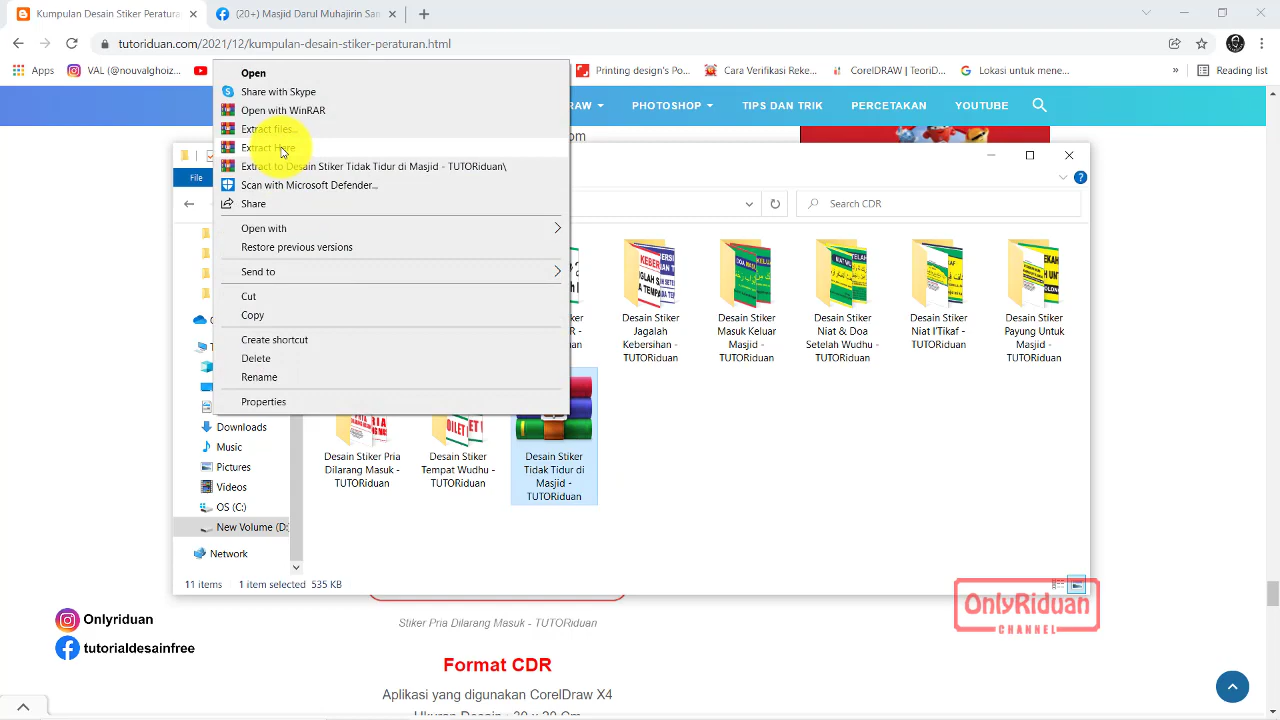 Kumpulan Desain Stiker Peratura
(20+) Masjid Darul Muhajirin San
tutoriduan.com/2021/12/kumpulan-desain-stiker-peraturan.html
Apps
VAL (@nouvalghoiz
Printing design's Po...
Cara Verifikasi Reke...
CorelDRAW | TeoriD...
Lokasi untuk mene...
»
Reading list
PHOTOSHOP
TIPS DAN TRIK
PERCETAKAN
YOUTUBE
om
Open
Share with Skype
Open with WinRAR
Extract files...
Extract
Extract to Desain Stiker Tidak Tidur di Masjid - TUTORiduan\
Scan with Microsoft Defender...
Share
Open with
Restore previous versions
Send to
Cut
Copy
Create shortcut
Delete
Rename
Properties
File
Search CDR
Desain Stiker
Jagalah
Kebersihan -
TUTORiduan
Desain Stiker
Masuk Keluar
Masjid -
TUTORiduan
Desain Stiker
Niat & Doa
Setelah Wudhu -
TUTORiduan
Desain Stiker
Niat I'Tikaf -
TUTORiduan
Desain Stiker
Payung Untuk
Masjid -
TUTORiduan
Desain Stiker Pria
Dilarang Masuk -
TUTORiduan
Desain Stiker
Tempat Wudhu -
TUTORiduan
Desain Stiker
Tidak Tidur di
Masjid -
TUTORiduan
Downloads
Music
Pictures
Videos
OS (C:)
New Volume (D:
Network
11 items
1 item selected 535 KB
OnlyRiduan
CHANNEL
Onlyriduan
tutorialdesainfree
Stiker Pria Dilarang Masuk - TUTORiduan
Format CDR
Aplikasi yang digunakan CorelDraw X4
Ukuran Desain : 30 x 20 Cm